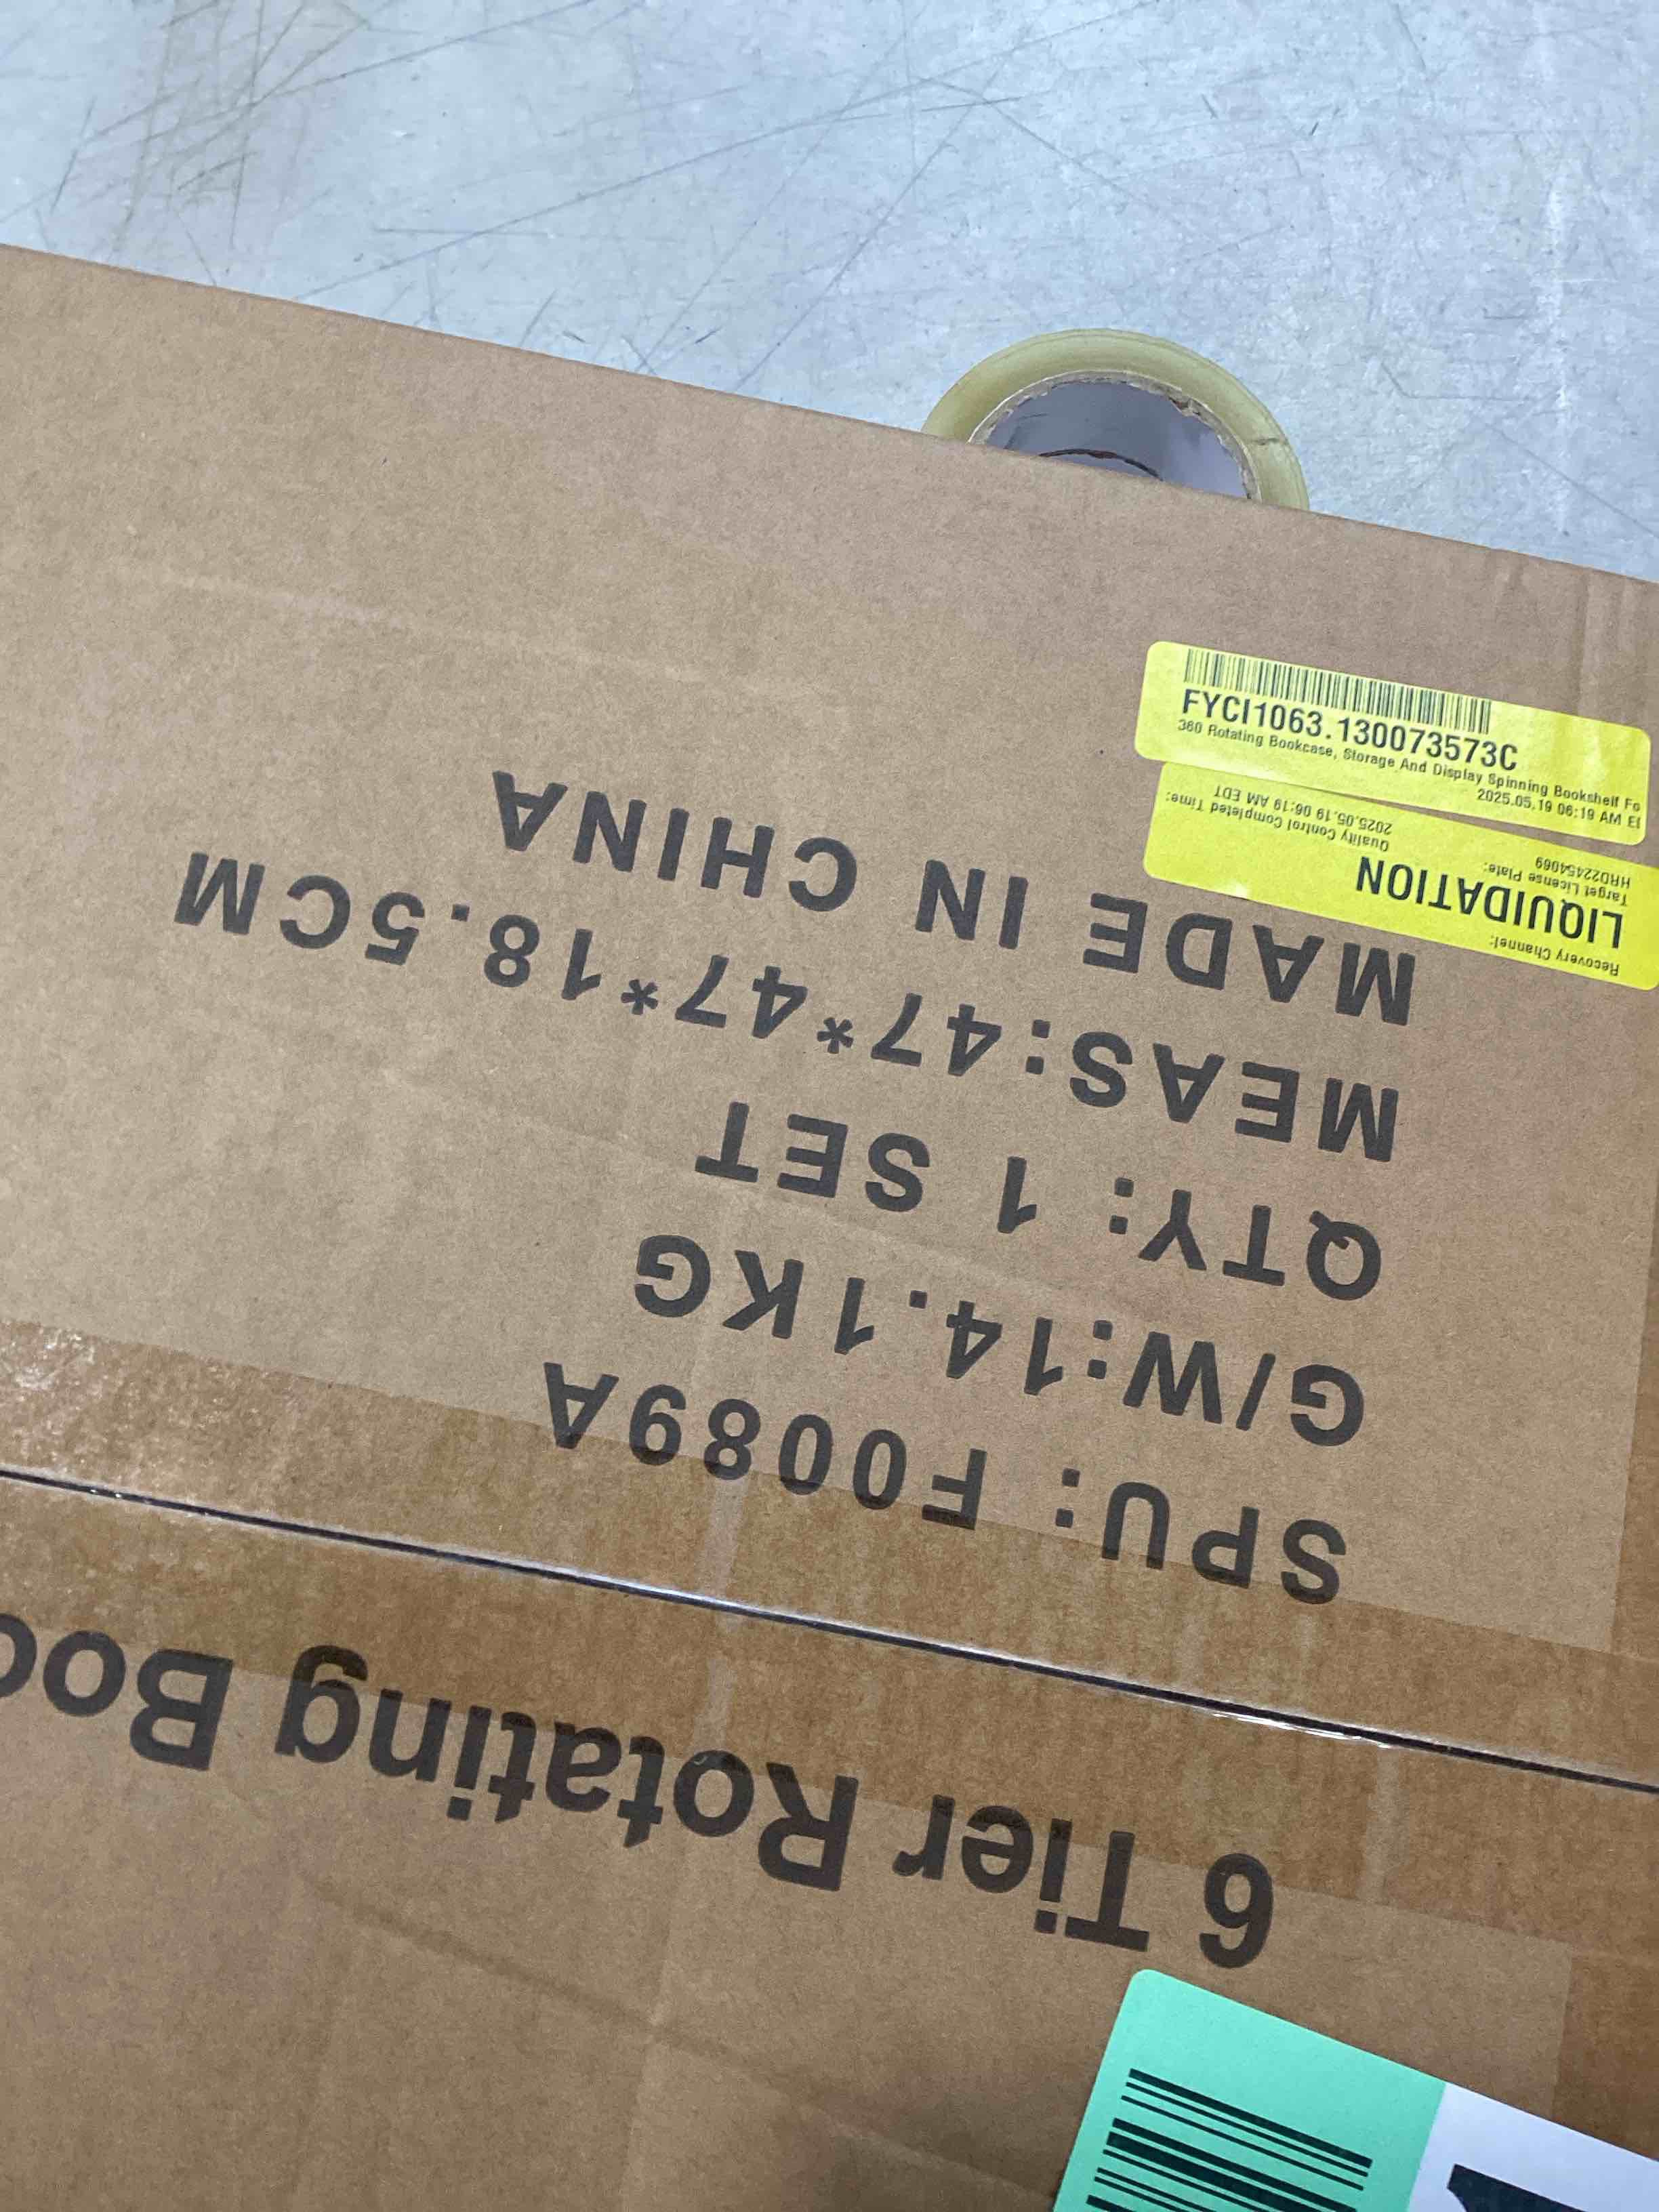 6 Tier Rotating Boo
SPU: F0089A
G/W:14.1KG
QTY: 1 SET
MEAS:47*47*18.5CM
MADE IN CHINA
FYCI1063.130073573C
360 Rotating Bookcase, Storage And Display Spinning Bookshelf Fo
2025.05.19 06:19 AM E
Recovery Channel:
LIQUIDATION
Target License Plate:
HRD22454069
Quality Control Completed Time:
2025.05.19 06:19 AM EDT